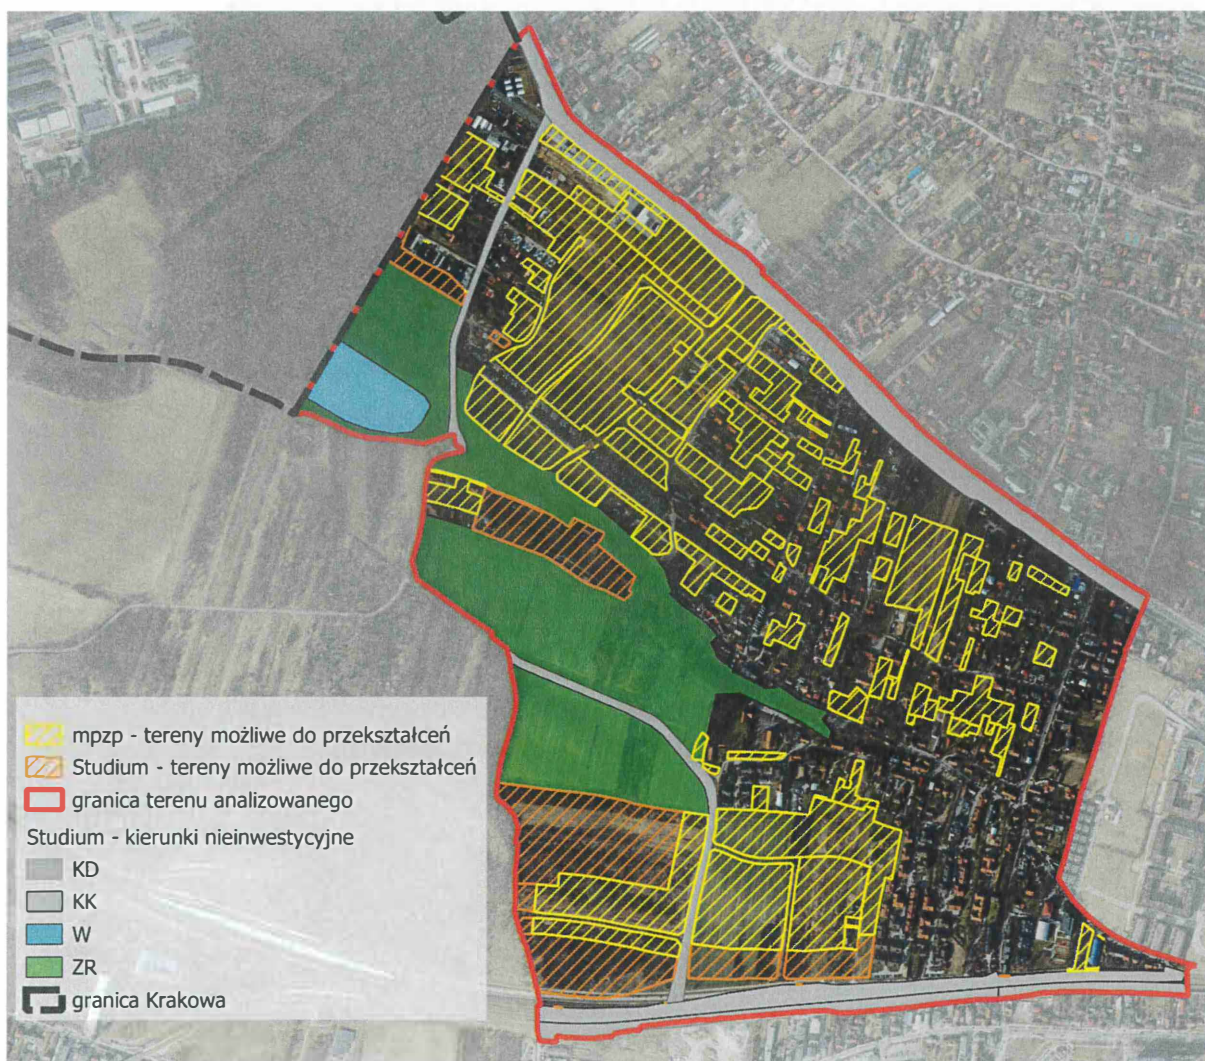 mpzp - tereny możliwe do przekształceń
Studium - tereny możliwe do przekształceń
granica terenu analizowanego
Studium - kierunki nieinwestycyjne
KD
KK
W
ZR
granica Krakowa